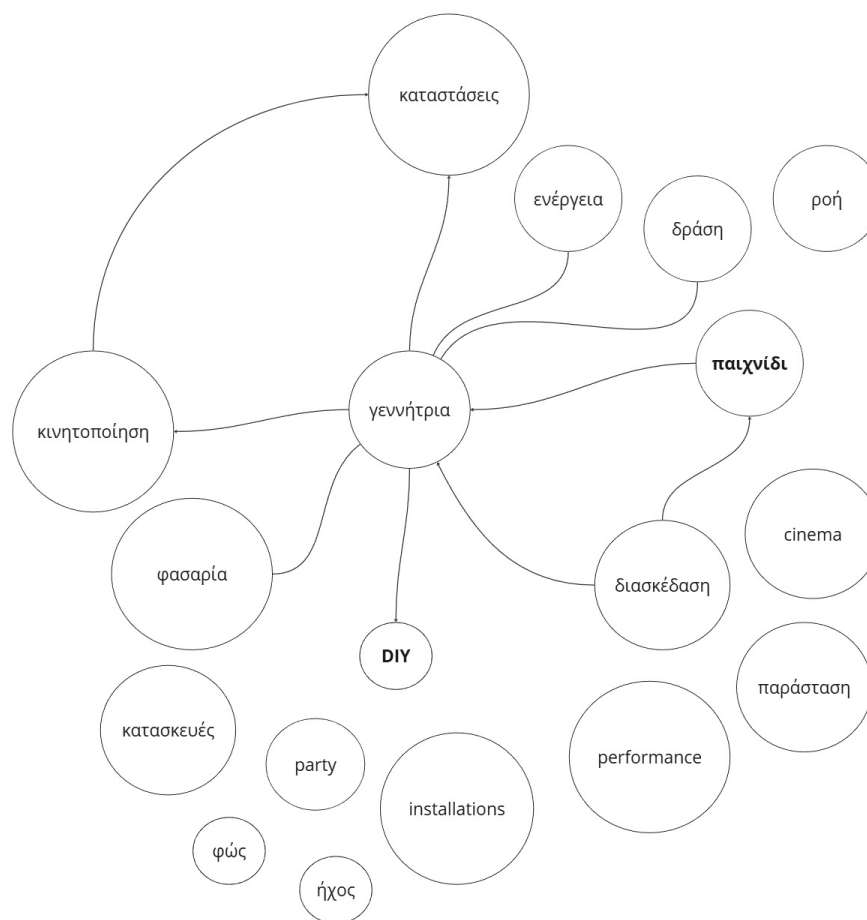 καταστάσεις
ενέργεια
δράση
ροή
παιχνίδι
γεννήτρια
κινητοποίηση
cinema
φασαρία
διασκέδαση
DIY
παράσταση
κατασκευές
performance
party
installations
φώς
ήχος